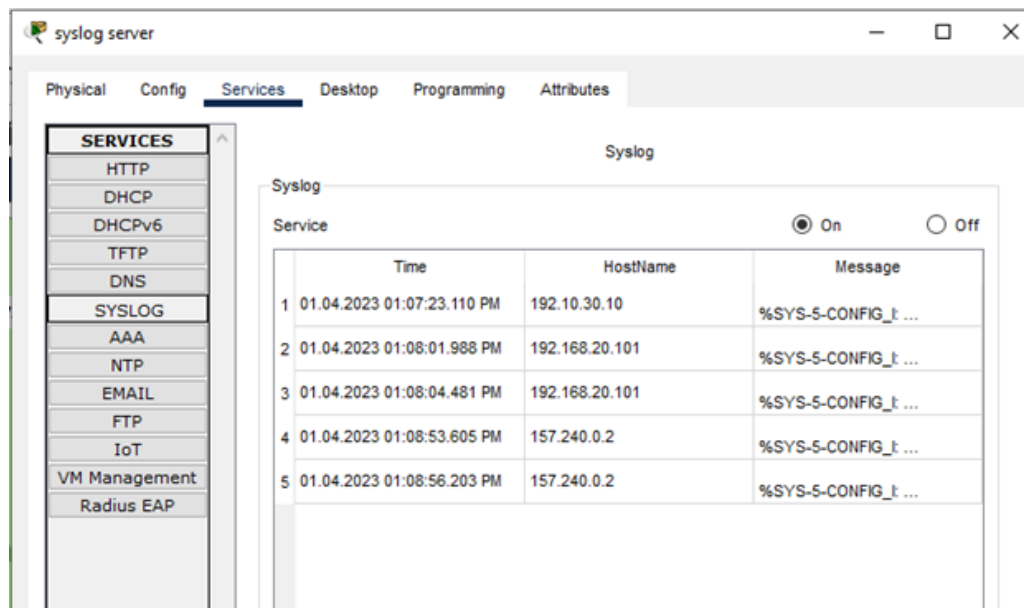 syslog server
Physical Config Services Desktop Programming Attributes
SERVICES
HTTP
DHCP
DHCPv6
TFTP
DNS
SYSLOG
AAA
NTP
EMAIL
FTP
IoT
VM Management
Radius EAP
Syslog
Syslog
Service On Off
Time HostName Message
1 01.04.2023 01:07:23.110 PM 192.10.30.10 %SYS-5-CONFIG_I: ...
2 01.04.2023 01:08:01.988 PM 192.168.20.101 %SYS-5-CONFIG_I: ...
3 01.04.2023 01:08:04.481 PM 192.168.20.101 %SYS-5-CONFIG_I: ...
4 01.04.2023 01:08:53.605 PM 157.240.0.2 %SYS-5-CONFIG_I: ...
5 01.04.2023 01:08:56.203 PM 157.240.0.2 %SYS-5-CONFIG_I: ...